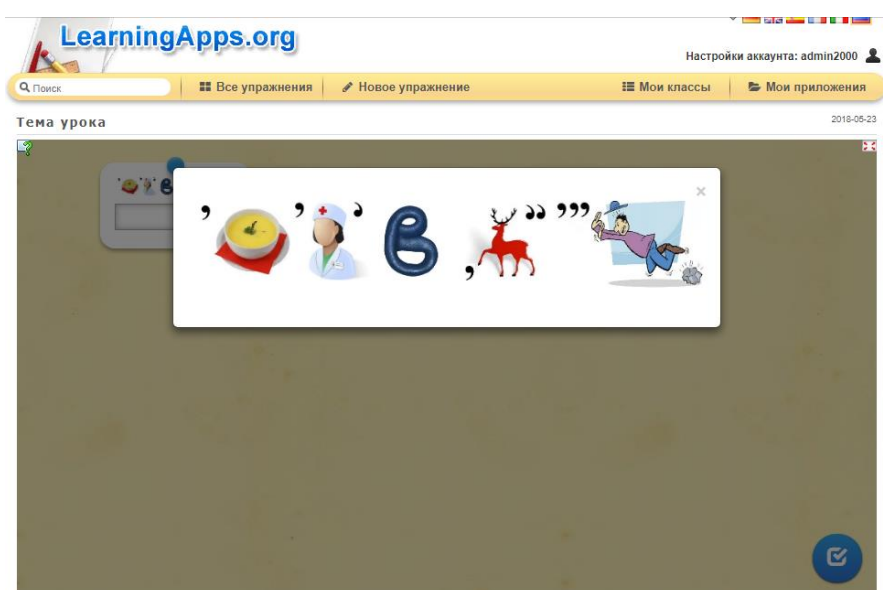 LearningApps.org
Настройки аккаунта: admin2000
Поиск
Все упражнения
Новое упражнение
Мои классы
Мои приложения
Тема урока
2018-05-23
, , , в , ,, ,,,
×